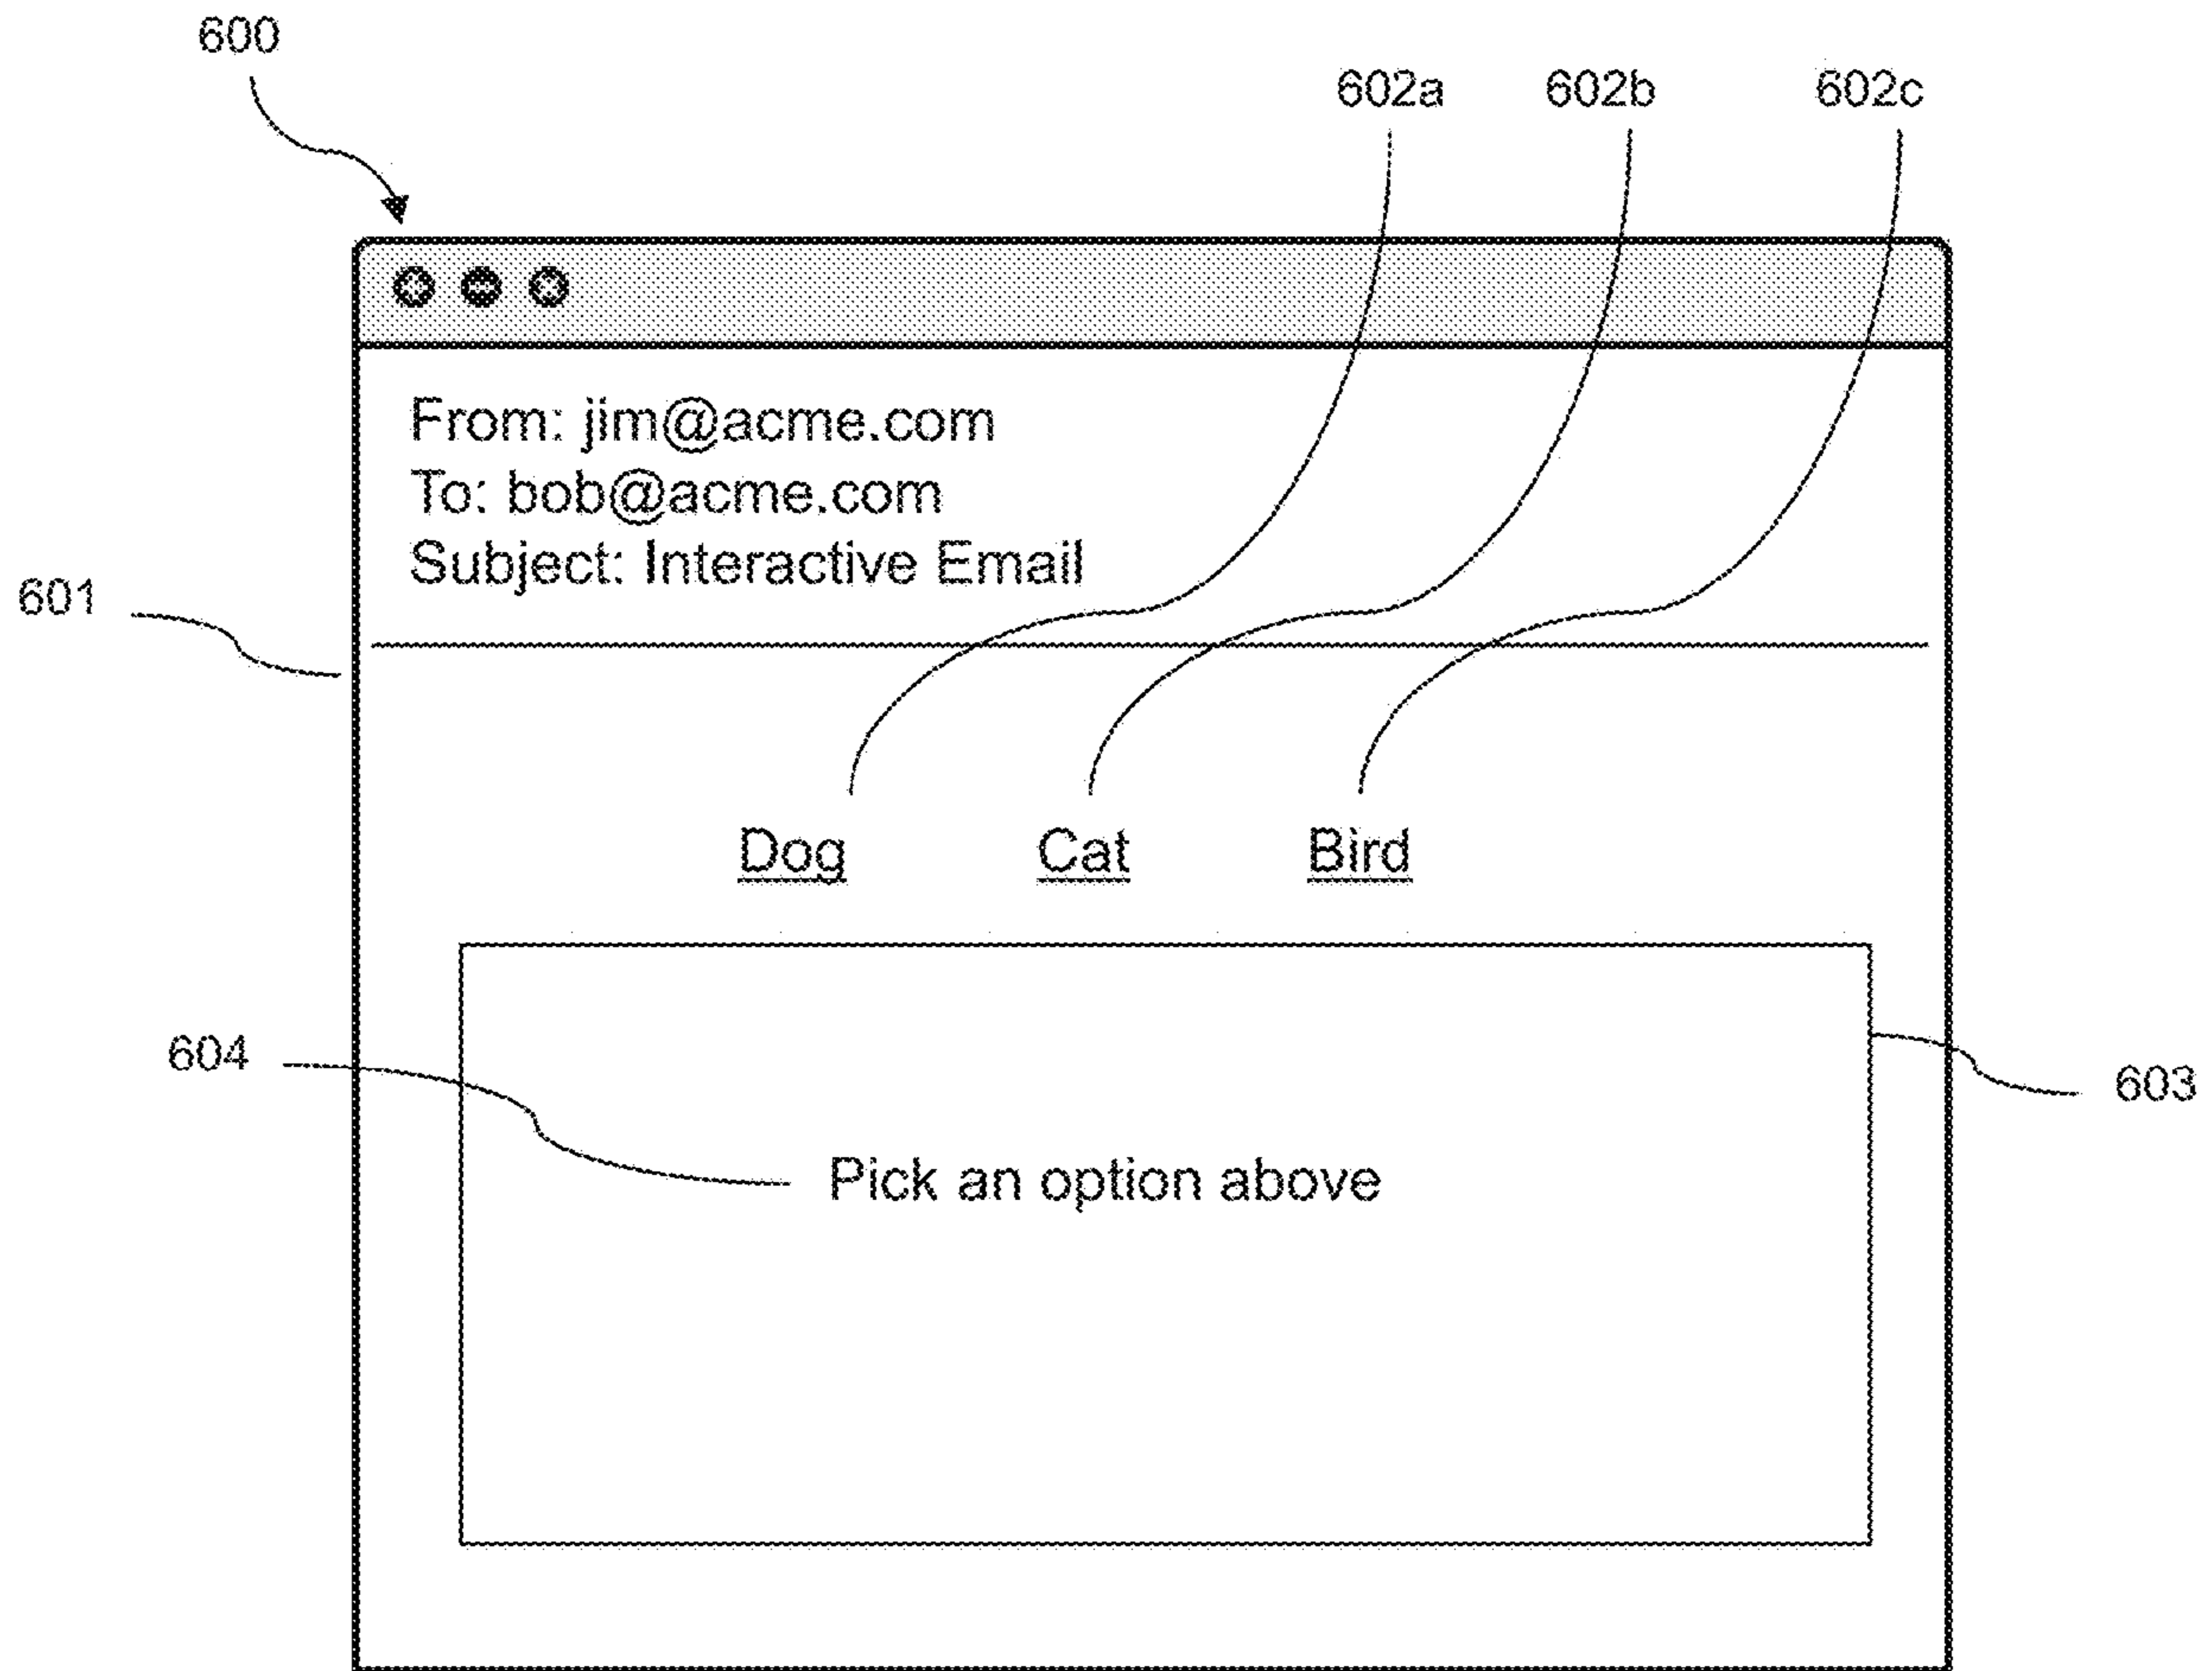 600
602a 602b 602c
From: jim@acme.com
To: bob@acme.com
Subject: Interactive Email
601
Dog Cat Bird
604
603
Pick an option above